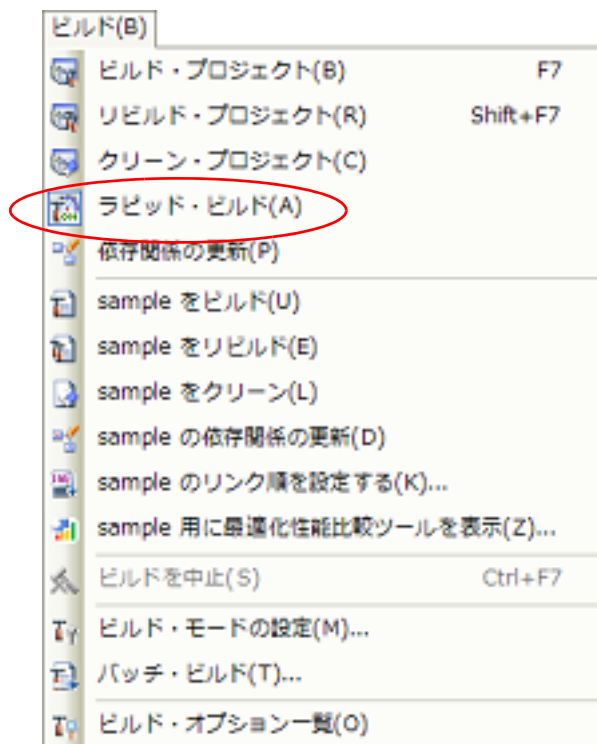 ビルド(B)
ビルド・プロジェクト(B) F7
リビルド・プロジェクト(R) Shift+F7
クリーン・プロジェクト(C)
ラピッド・ビルド(A)
依存関係の更新(P)
sample をビルド(U)
sample をリビルド(E)
sample をクリーン(L)
sample の依存関係の更新(D)
sample のリンク順を設定する(K)...
sample 用に最適化性能比較ツールを表示(Z)...
ビルドを中止(S) Ctrl+F7
ビルド・モードの設定(M)...
バッチ・ビルド(T)...
ビルド・オプション一覧(O)